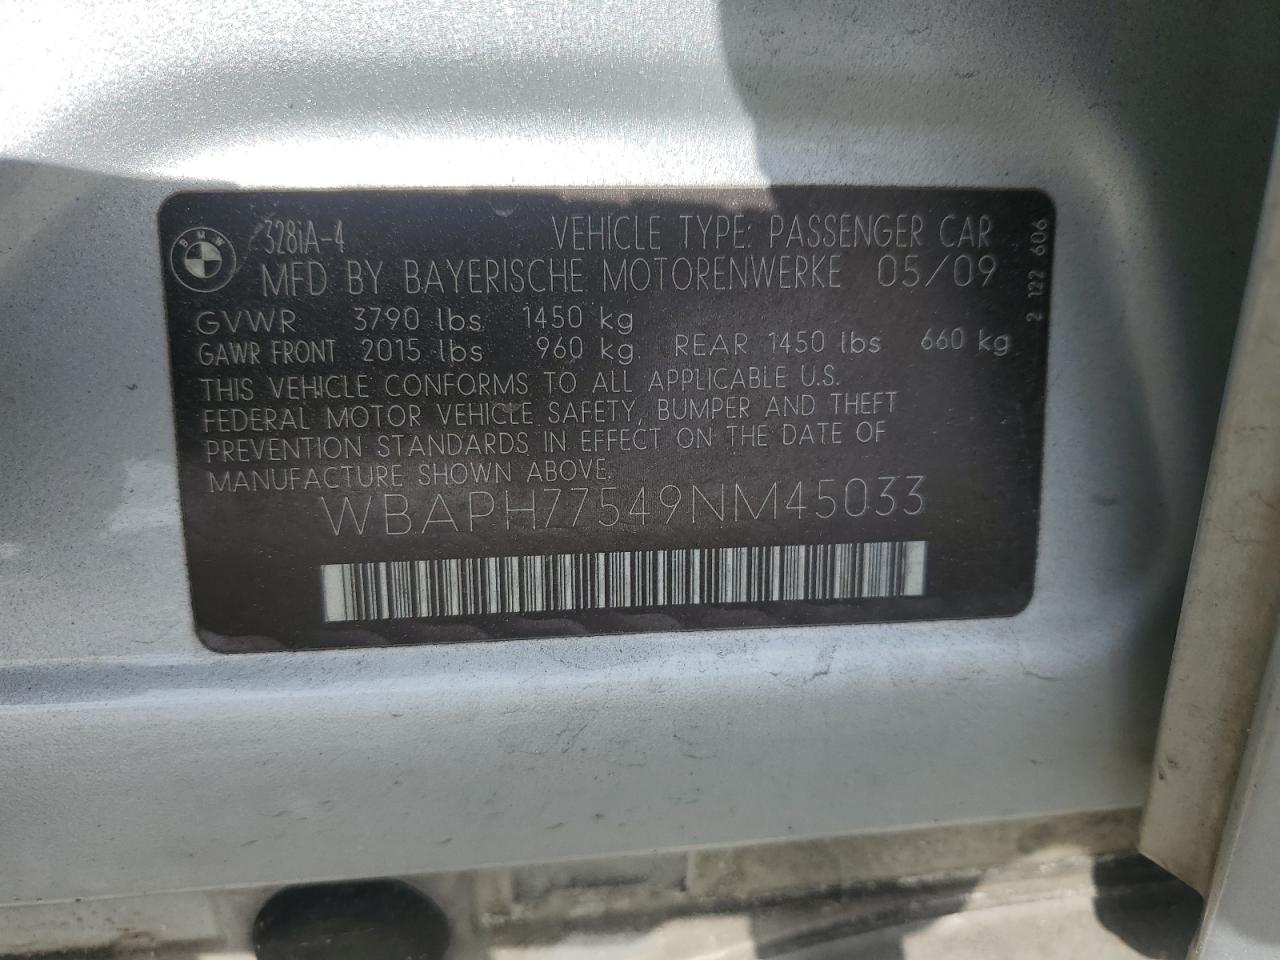 BMW
328iA-4 VEHICLE TYPE: PASSENGER CAR
MFD BY BAYERISCHE MOTORENWERKE 05/09
GVWR 3790 lbs 1450 kg
GAWR FRONT 2015 lbs 960 kg REAR 1450 lbs 660 kg
THIS VEHICLE CONFORMS TO ALL APPLICABLE U.S.
FEDERAL MOTOR VEHICLE SAFETY, BUMPER AND THEFT
PREVENTION STANDARDS IN EFFECT ON THE DATE OF
MANUFACTURE SHOWN ABOVE.
WBAPH77549NM45033
2 122 606